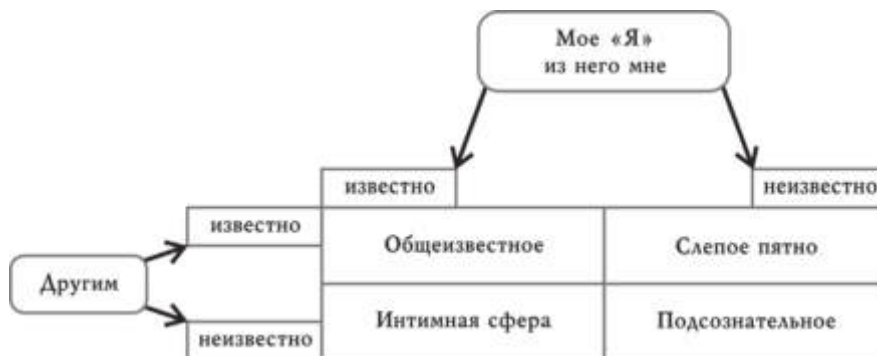 Мое «Я»
из него мне
известно
неизвестно
известно
Общеизвестное
Слепое пятно
Другим
Интимная сфера
Подсознательное
неизвестно